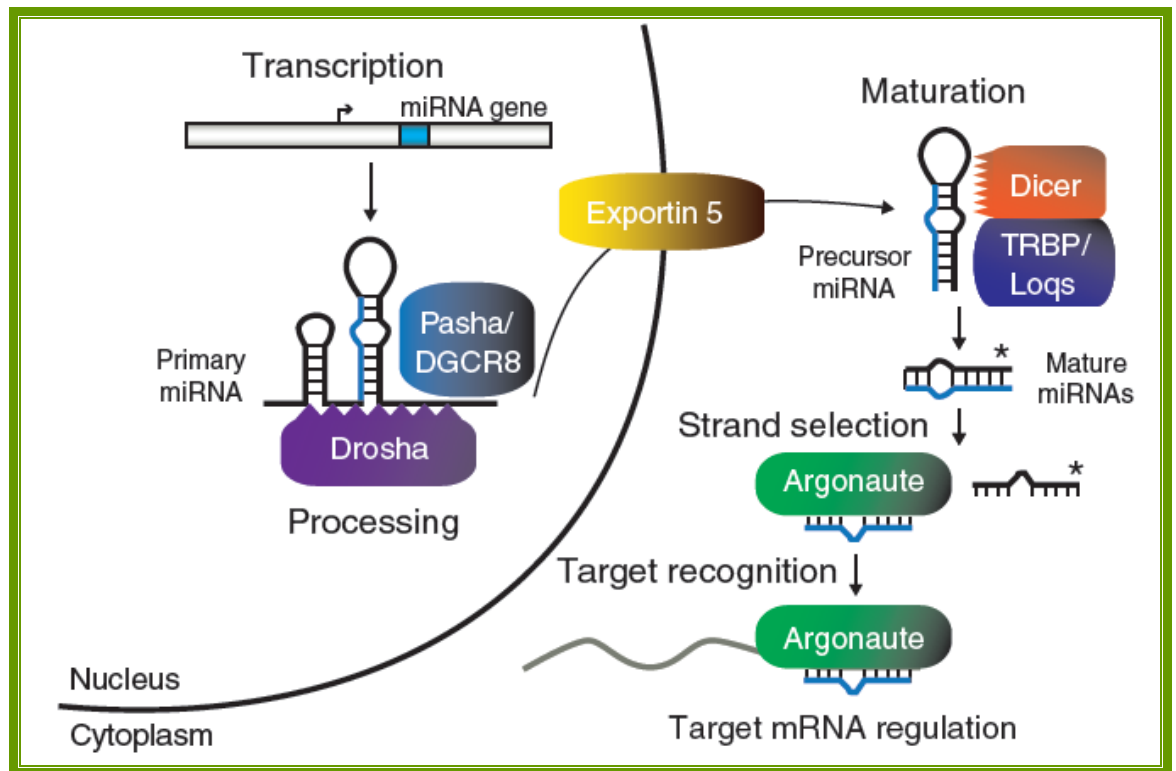 Transcription
miRNA gene
Primary
miRNA
Pasha/
DGCR8
Drosha
Processing
Exportin 5
Maturation
Dicer
TRBP/
Loqs
Precursor
miRNA
*
Mature
miRNAs
Strand selection
Argonaute
*
Target recognition
Argonaute
Target mRNA regulation
Nucleus
Cytoplasm